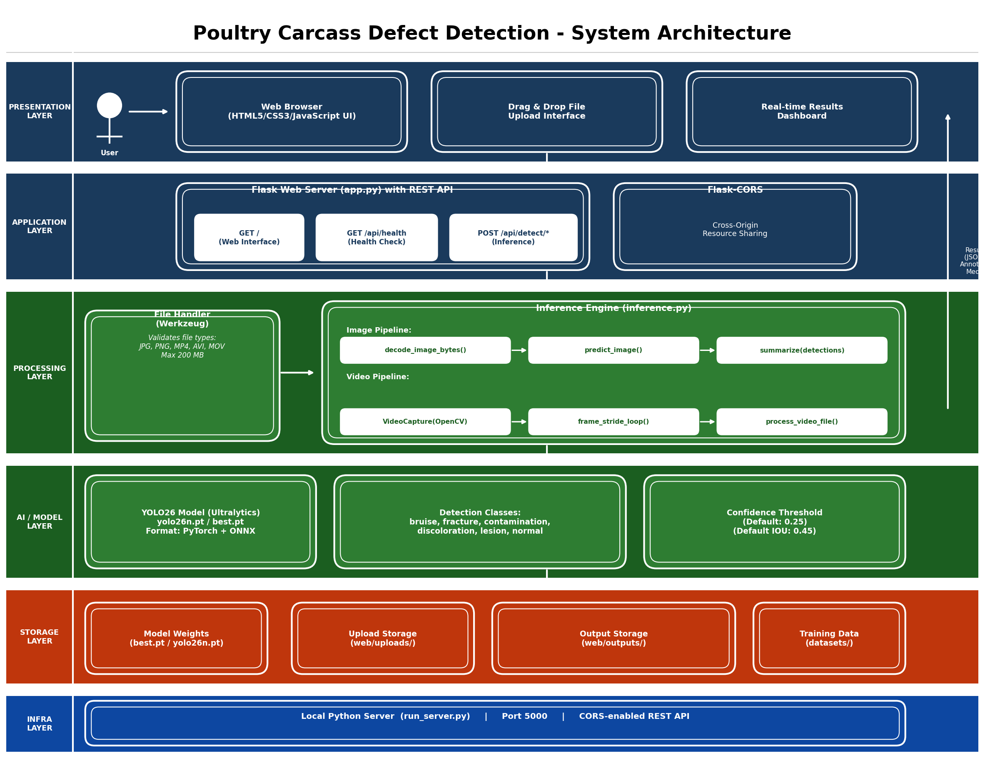 Poultry Carcass Defect Detection - System Architecture
PRESENTATION
LAYER
User
Web Browser
(HTML5/CSS3/JavaScript UI)
Drag & Drop File
Upload Interface
Real-time Results
Dashboard
APPLICATION
LAYER
Flask Web Server (app.py) with REST API
GET /
(Web Interface)
GET /api/health
(Health Check)
POST /api/detect/*
(Inference)
Flask-CORS
Cross-Origin
Resource Sharing
PROCESSING
LAYER
File Handler
(Werkzeug)
Validates file types:
JPG, PNG, MP4, AVI, MOV
Max 200 MB
Inference Engine (inference.py)
Image Pipeline:
decode_image_bytes()
predict_image()
summarize(detections)
Video Pipeline:
VideoCapture(OpenCV)
frame_stride_loop()
process_video_file()
AI / MODEL
LAYER
YOLO26 Model (Ultralytics)
yolo26n.pt / best.pt
Format: PyTorch + ONNX
Detection Classes:
bruise, fracture, contamination,
discoloration, lesion, normal
Confidence Threshold
(Default: 0.25)
(Default IOU: 0.45)
STORAGE
LAYER
Model Weights
(best.pt / yolo26n.pt)
Upload Storage
(web/uploads/)
Output Storage
(web/outputs/)
Training Data
(datasets/)
INFRA
LAYER
Local Python Server (run_server.py) | Port 5000 | CORS-enabled REST API